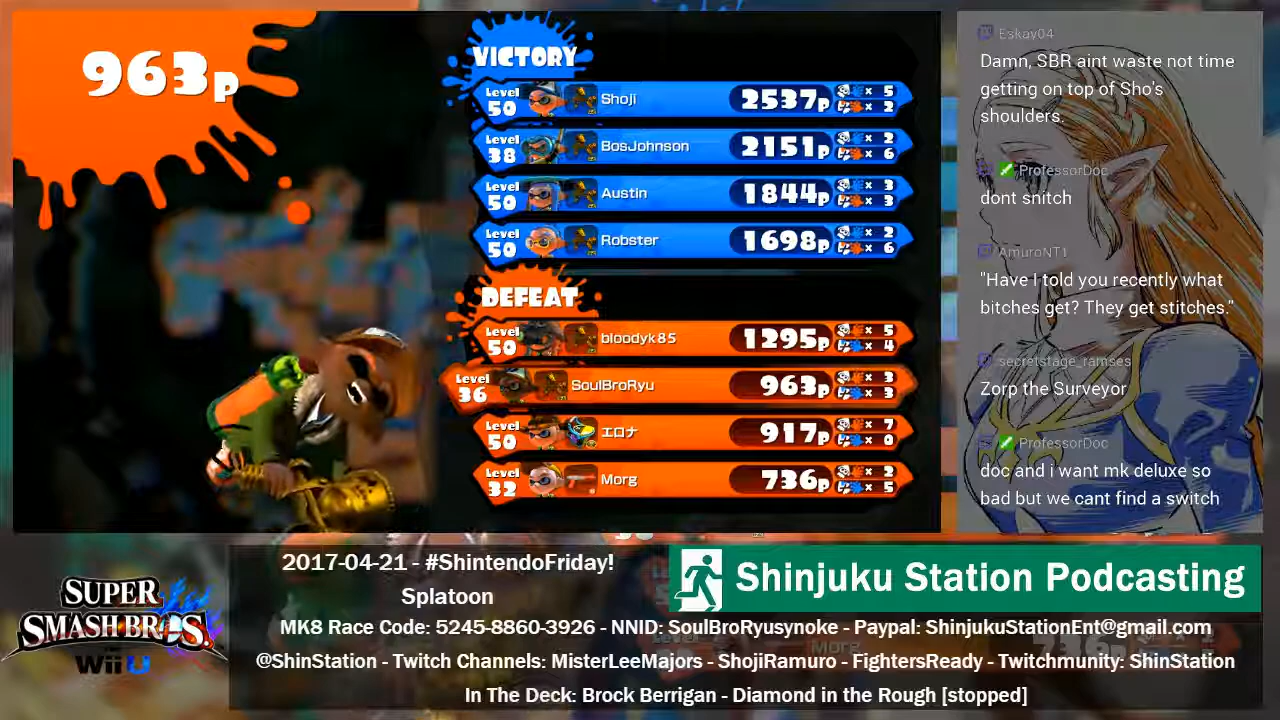 963p
VICTORY
Level 50 Shoji 2537p × 5 × 2
Level 38 BosJohnson 2151p × 2 × 6
Level 50 Austin 1844p × 3 × 3
Level 50 Robster 1698p × 2 × 6
DEFEAT
Level 50 bloodyk85 1295p × 5 × 4
Level 36 SoulBroRyu 963p × 3 × 3
Level 50 エロナ 917p × 7 × 0
Level 32 Morg 736p × 2 × 5
Eskay04
Damn, SBR aint waste not time
getting on top of Sho's
shoulders.
ProfessorDoc
dont snitch
AmuroNT1
"Have I told you recently what
bitches get? They get stitches."
secretstage_ramses
Zorp the Surveyor
ProfessorDoc
doc and i want mk deluxe so
bad but we cant find a switch
SUPER
SMASH BROS.
Wii U
2017-04-21 - #ShintendoFriday!
Splatoon
Shinjuku Station Podcasting
MK8 Race Code: 5245-8860-3926 - NNID: SoulBroRyusynoke - Paypal: ShinjukuStationEnt@gmail.com
@ShinStation - Twitch Channels: MisterLeeMajors - ShojiRamuro - FightersReady - Twitchmunity: ShinStation
In The Deck: Brock Berrigan - Diamond in the Rough [stopped]